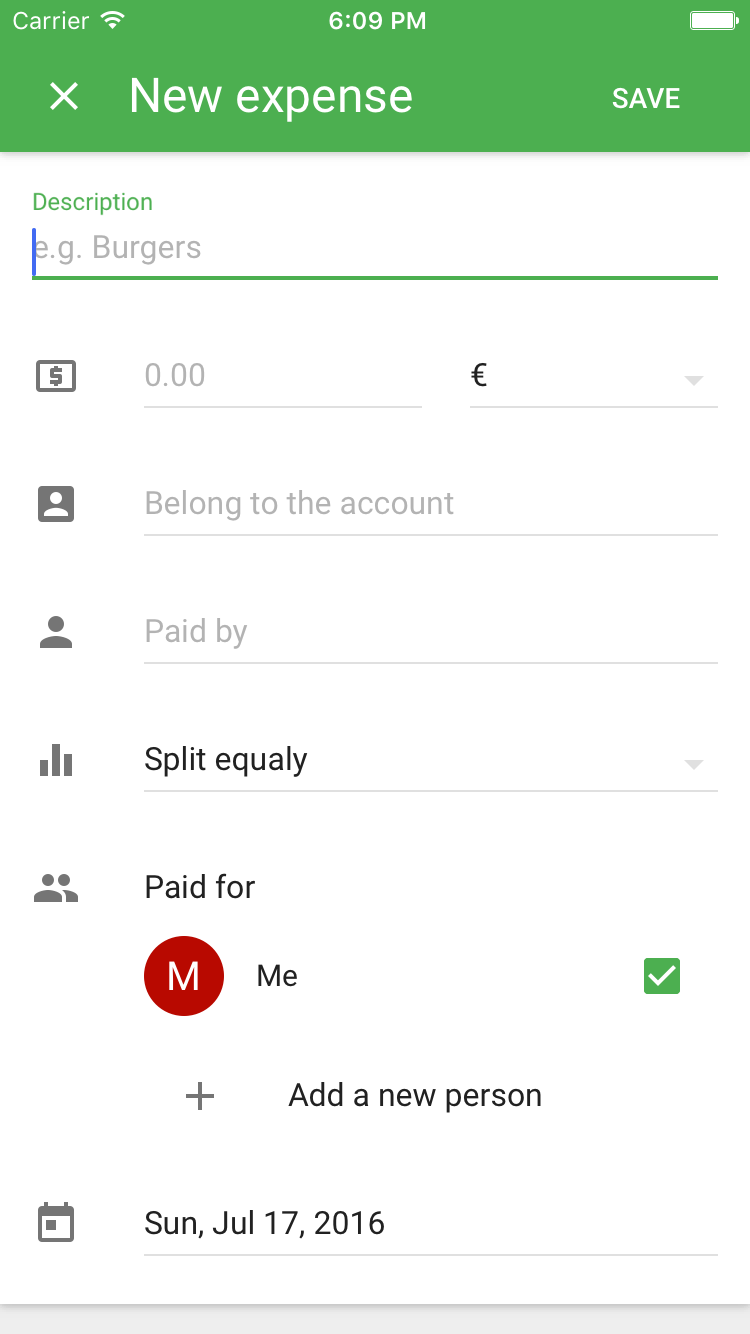 Carrier 6:09 PM
New expense SAVE
Description
e.g. Burgers
0.00 €
Belong to the account
Paid by
Split equaly
Paid for
M Me
Add a new person
Sun, Jul 17, 2016